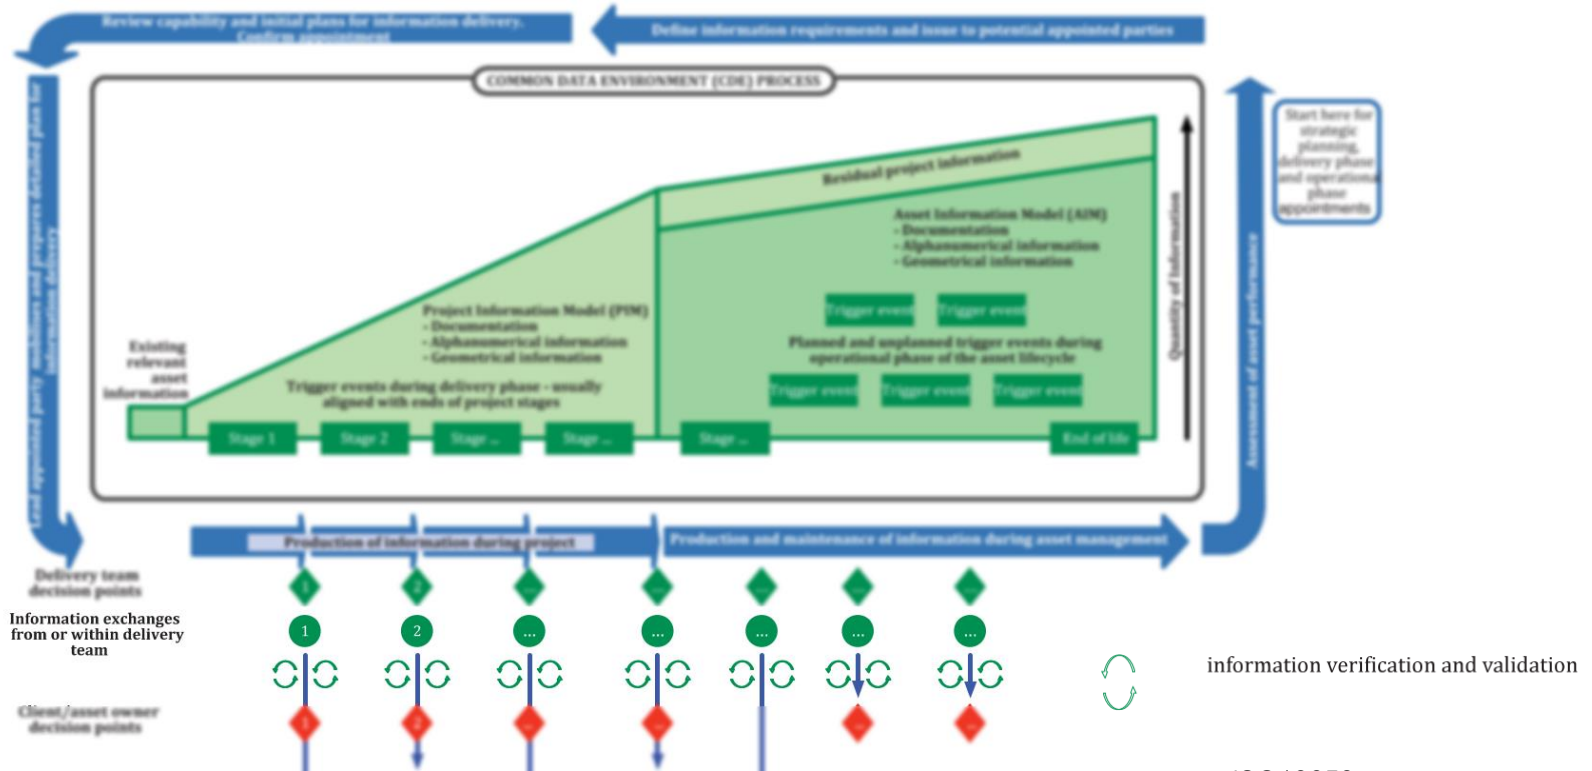 Review capability and initial plans for information delivery.
Confirm appointment
Define information requirements and issue to potential appointed parties
COMMON DATA ENVIRONMENT (CDE) PROCESS
Start here for
strategic
planning,
delivery phase
and operational
phase
appointments
Lead appointed party mobilises and prepares detailed plan for
information delivery
Residual project information
Asset Information Model (AIM)
- Documentation
- Alphanumerical information
- Geometrical information
Quantity of Information
Assessment of asset performance
Project Information Model (PIM)
- Documentation
- Alphanumerical information
- Geometrical information
Trigger event
Trigger event
Planned and unplanned trigger events during
operational phase of the asset lifecycle
Existing
relevant
asset
information
Trigger events during delivery phase - usually
aligned with ends of project stages
Trigger event
Trigger event
Trigger event
Stage 1
Stage 2
Stage ...
Stage ...
Stage ...
End of life
Production of information during project
Production and maintenance of information during asset management
Delivery team
decision points
1
2
...
...
...
...
...
Information exchanges
from or within delivery
team
1
2
...
...
...
...
...
information verification and validation
Client/asset owner
decision points
1
2
...
...
...
...